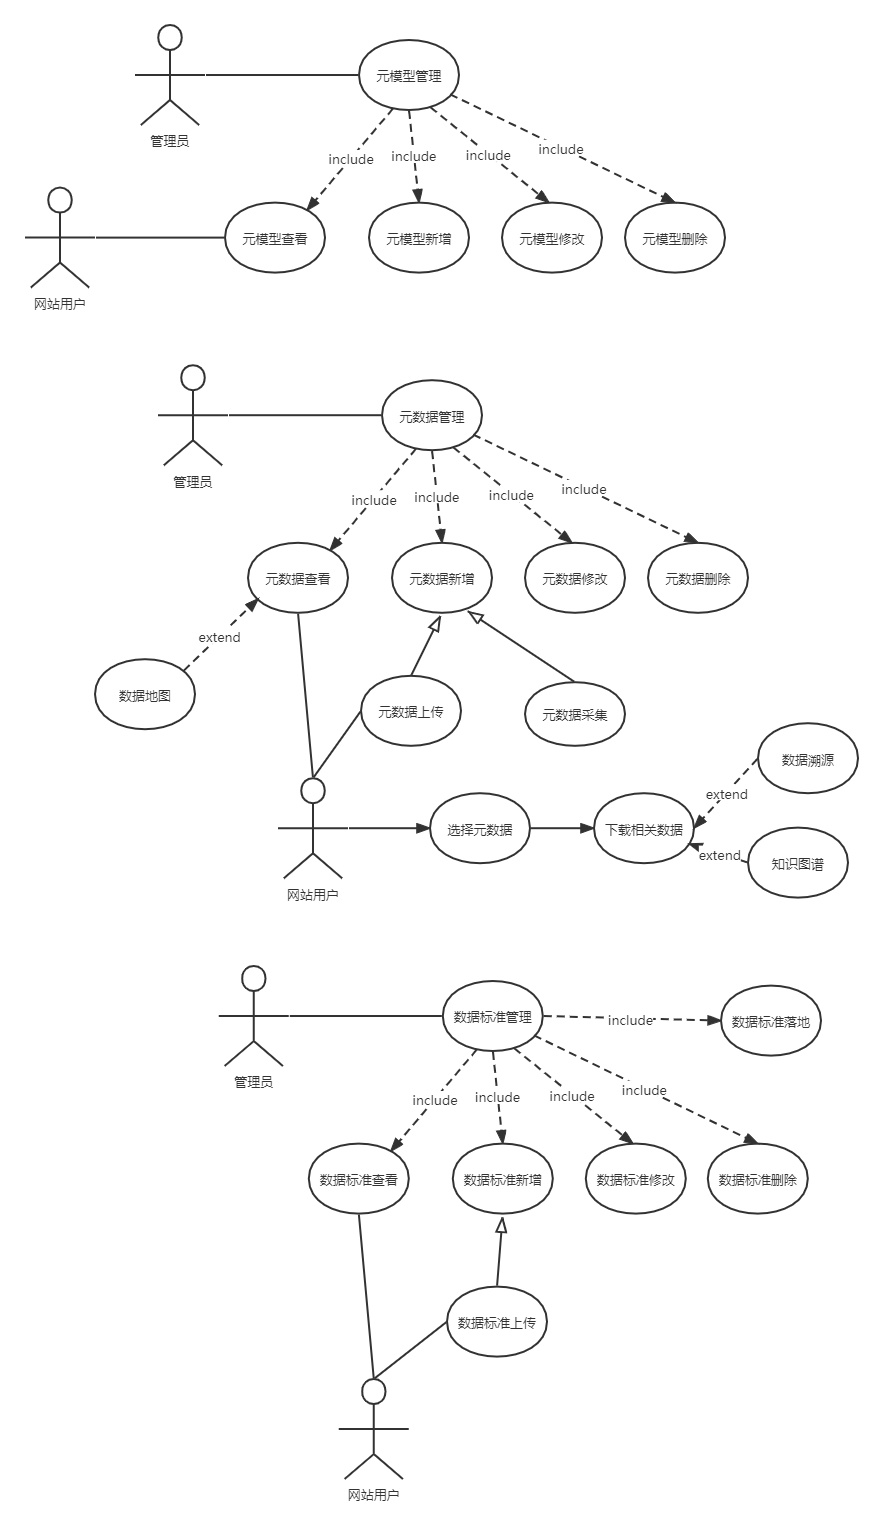 元模型管理
管理员
include
include
include
include
元模型查看
元模型新增
元模型修改
元模型删除
网站用户
元数据管理
管理员
include
include
include
include
元数据查看
元数据新增
元数据修改
元数据删除
extend
数据地图
元数据上传
元数据采集
数据溯源
extend
选择元数据
下载相关数据
extend
知识图谱
网站用户
数据标准管理
include
数据标准落地
管理员
include
include
include
include
数据标准查看
数据标准新增
数据标准修改
数据标准删除
数据标准上传
网站用户